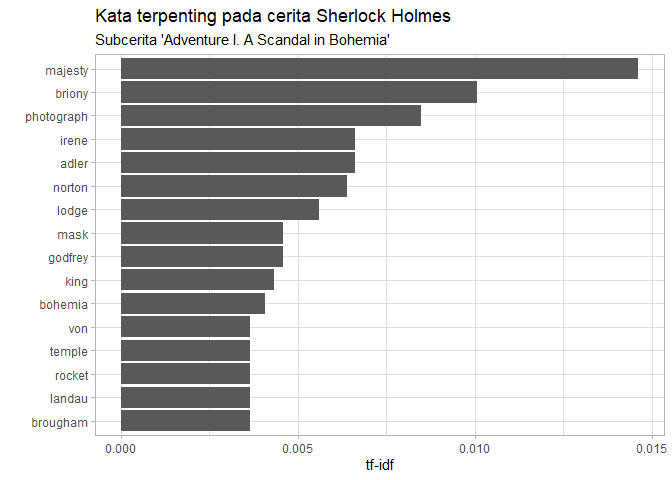 Kata terpenting pada cerita Sherlock Holmes
Subcerita 'Adventure I. A Scandal in Bohemia'
majesty
briony
photograph
irene
adler
norton
lodge
mask
godfrey
king
bohemia
von
temple
rocket
landau
brougham
0.000 0.005 0.010 0.015
tf-idf